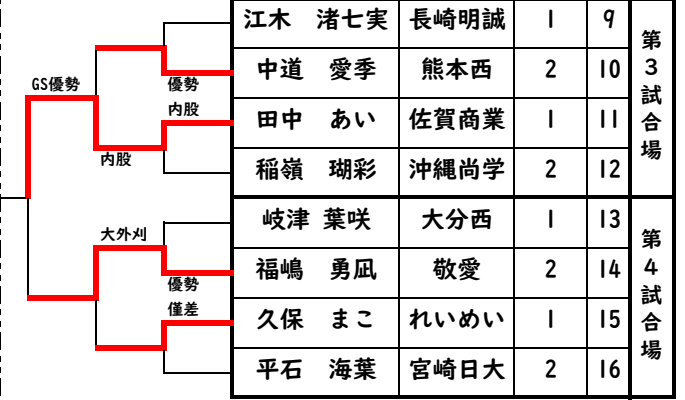 江木 渚七実 長崎明誠 1 9
中道 愛季 熊本西 2 10
田中 あい 佐賀商業 1 11
稲嶺 瑚彩 沖縄尚学 2 12
第3試合場
岐津 葉咲 大分西 1 13
福嶋 勇凪 敬愛 2 14
久保 まこ れいめい 1 15
平石 海葉 宮崎日大 2 16
第4試合場
GS優勢
優勢
内股
内股
大外刈
優勢
僅差